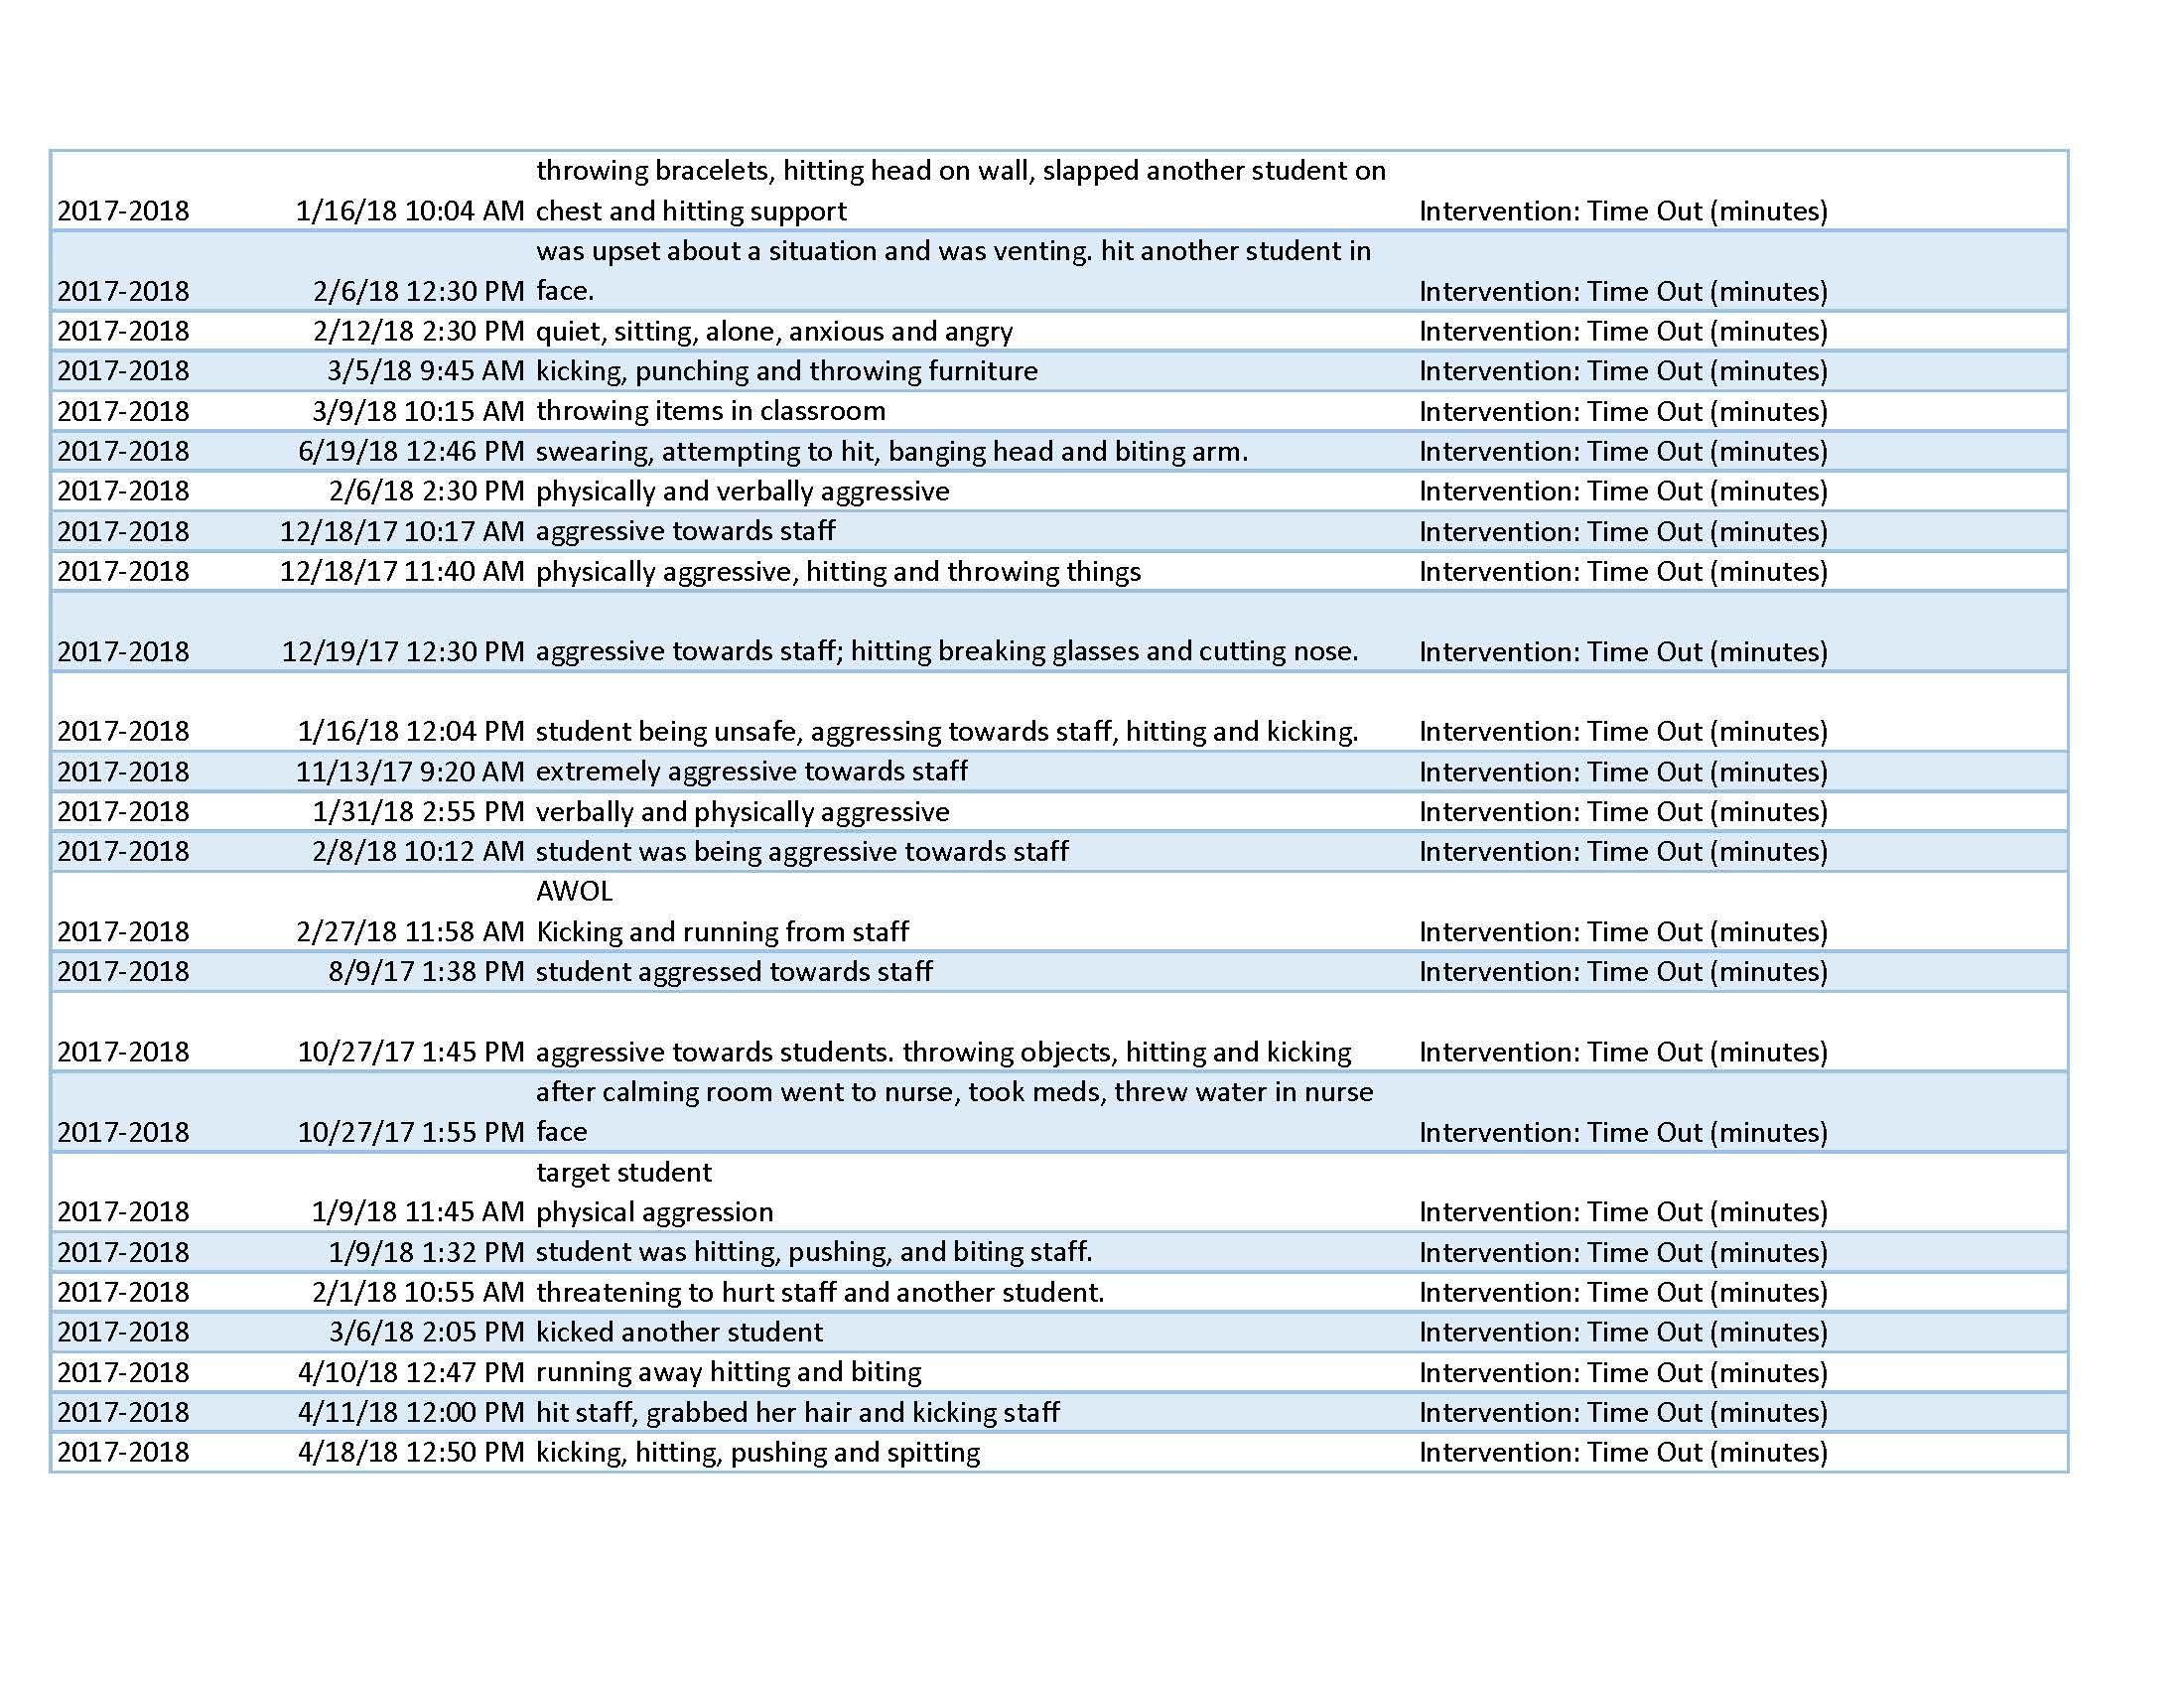 throwing bracelets, hitting head on wall, slapped another student on
2017-2018 1/16/18 10:04 AM chest and hitting support Intervention: Time Out (minutes)
was upset about a situation and was venting. hit another student in
2017-2018 2/6/18 12:30 PM face. Intervention: Time Out (minutes)
2017-2018 2/12/18 2:30 PM quiet, sitting, alone, anxious and angry Intervention: Time Out (minutes)
2017-2018 3/5/18 9:45 AM kicking, punching and throwing furniture Intervention: Time Out (minutes)
2017-2018 3/9/18 10:15 AM throwing items in classroom Intervention: Time Out (minutes)
2017-2018 6/19/18 12:46 PM swearing, attempting to hit, banging head and biting arm. Intervention: Time Out (minutes)
2017-2018 2/6/18 2:30 PM physically and verbally aggressive Intervention: Time Out (minutes)
2017-2018 12/18/17 10:17 AM aggressive towards staff Intervention: Time Out (minutes)
2017-2018 12/18/17 11:40 AM physically aggressive, hitting and throwing things Intervention: Time Out (minutes)
2017-2018 12/19/17 12:30 PM aggressive towards staff; hitting breaking glasses and cutting nose. Intervention: Time Out (minutes)
2017-2018 1/16/18 12:04 PM student being unsafe, aggressing towards staff, hitting and kicking. Intervention: Time Out (minutes)
2017-2018 11/13/17 9:20 AM extremely aggressive towards staff Intervention: Time Out (minutes)
2017-2018 1/31/18 2:55 PM verbally and physically aggressive Intervention: Time Out (minutes)
2017-2018 2/8/18 10:12 AM student was being aggressive towards staff Intervention: Time Out (minutes)
AWOL
2017-2018 2/27/18 11:58 AM Kicking and running from staff Intervention: Time Out (minutes)
2017-2018 8/9/17 1:38 PM student aggressed towards staff Intervention: Time Out (minutes)
2017-2018 10/27/17 1:45 PM aggressive towards students. throwing objects, hitting and kicking Intervention: Time Out (minutes)
after calming room went to nurse, took meds, threw water in nurse
2017-2018 10/27/17 1:55 PM face Intervention: Time Out (minutes)
target student
2017-2018 1/9/18 11:45 AM physical aggression Intervention: Time Out (minutes)
2017-2018 1/9/18 1:32 PM student was hitting, pushing, and biting staff. Intervention: Time Out (minutes)
2017-2018 2/1/18 10:55 AM threatening to hurt staff and another student. Intervention: Time Out (minutes)
2017-2018 3/6/18 2:05 PM kicked another student Intervention: Time Out (minutes)
2017-2018 4/10/18 12:47 PM running away hitting and biting Intervention: Time Out (minutes)
2017-2018 4/11/18 12:00 PM hit staff, grabbed her hair and kicking staff Intervention: Time Out (minutes)
2017-2018 4/18/18 12:50 PM kicking, hitting, pushing and spitting Intervention: Time Out (minutes)